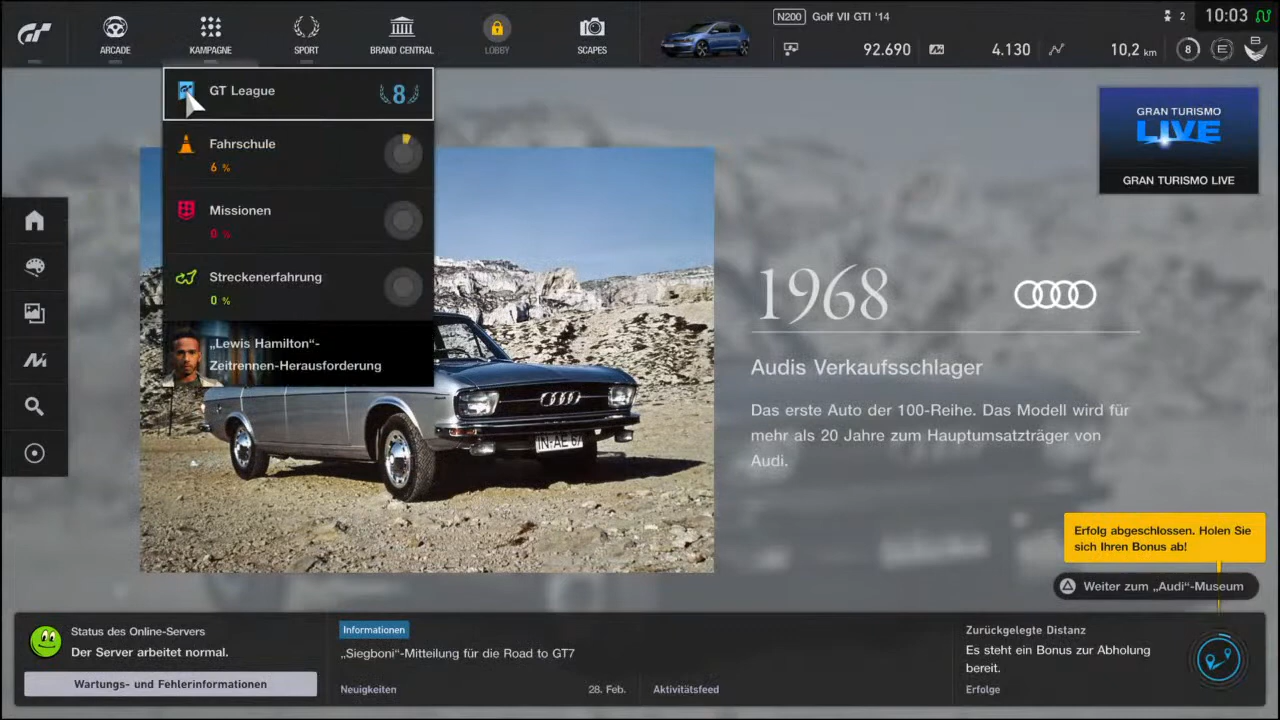 GT
ARCADE
KAMPAGNE
SPORT
BRAND CENTRAL
LOBBY
SCAPES
N200 Golf VII GTI '14
92.690
4.130
10,2 km
2
10:03
8
E
B
GT League
8
Fahrschule
6 %
Missionen
0 %
Streckenerfahrung
0 %
„Lewis Hamilton“-
Zeitrennen-Herausforderung
GRAN TURISMO
LIVE
GRAN TURISMO LIVE
1968
Audis Verkaufsschlager
Das erste Auto der 100-Reihe. Das Modell wird für
mehr als 20 Jahre zum Hauptumsatzträger von
Audi.
IN-AE 67
Erfolg abgeschlossen. Holen Sie
sich Ihren Bonus ab!
Weiter zum „Audi“-Museum
Status des Online-Servers
Der Server arbeitet normal.
Wartungs- und Fehlerinformationen
Informationen
„Siegboni“-Mitteilung für die Road to GT7
Neuigkeiten
28. Feb.
Aktivitätsfeed
Zurückgelegte Distanz
Es steht ein Bonus zur Abholung
bereit.
Erfolge